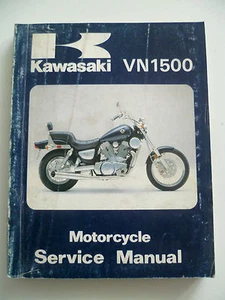 Kawasaki VN1500
Motorcycle
Service Manual